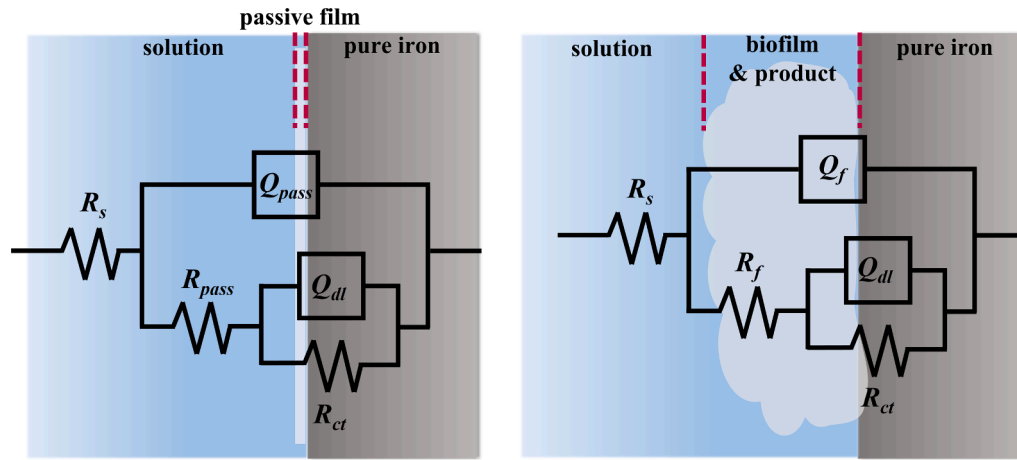 passive film
solution
pure iron
Q_pass
R_s
R_pass
Q_dl
R_ct
biofilm
& product
solution
pure iron
Q_f
R_s
R_f
Q_dl
R_ct